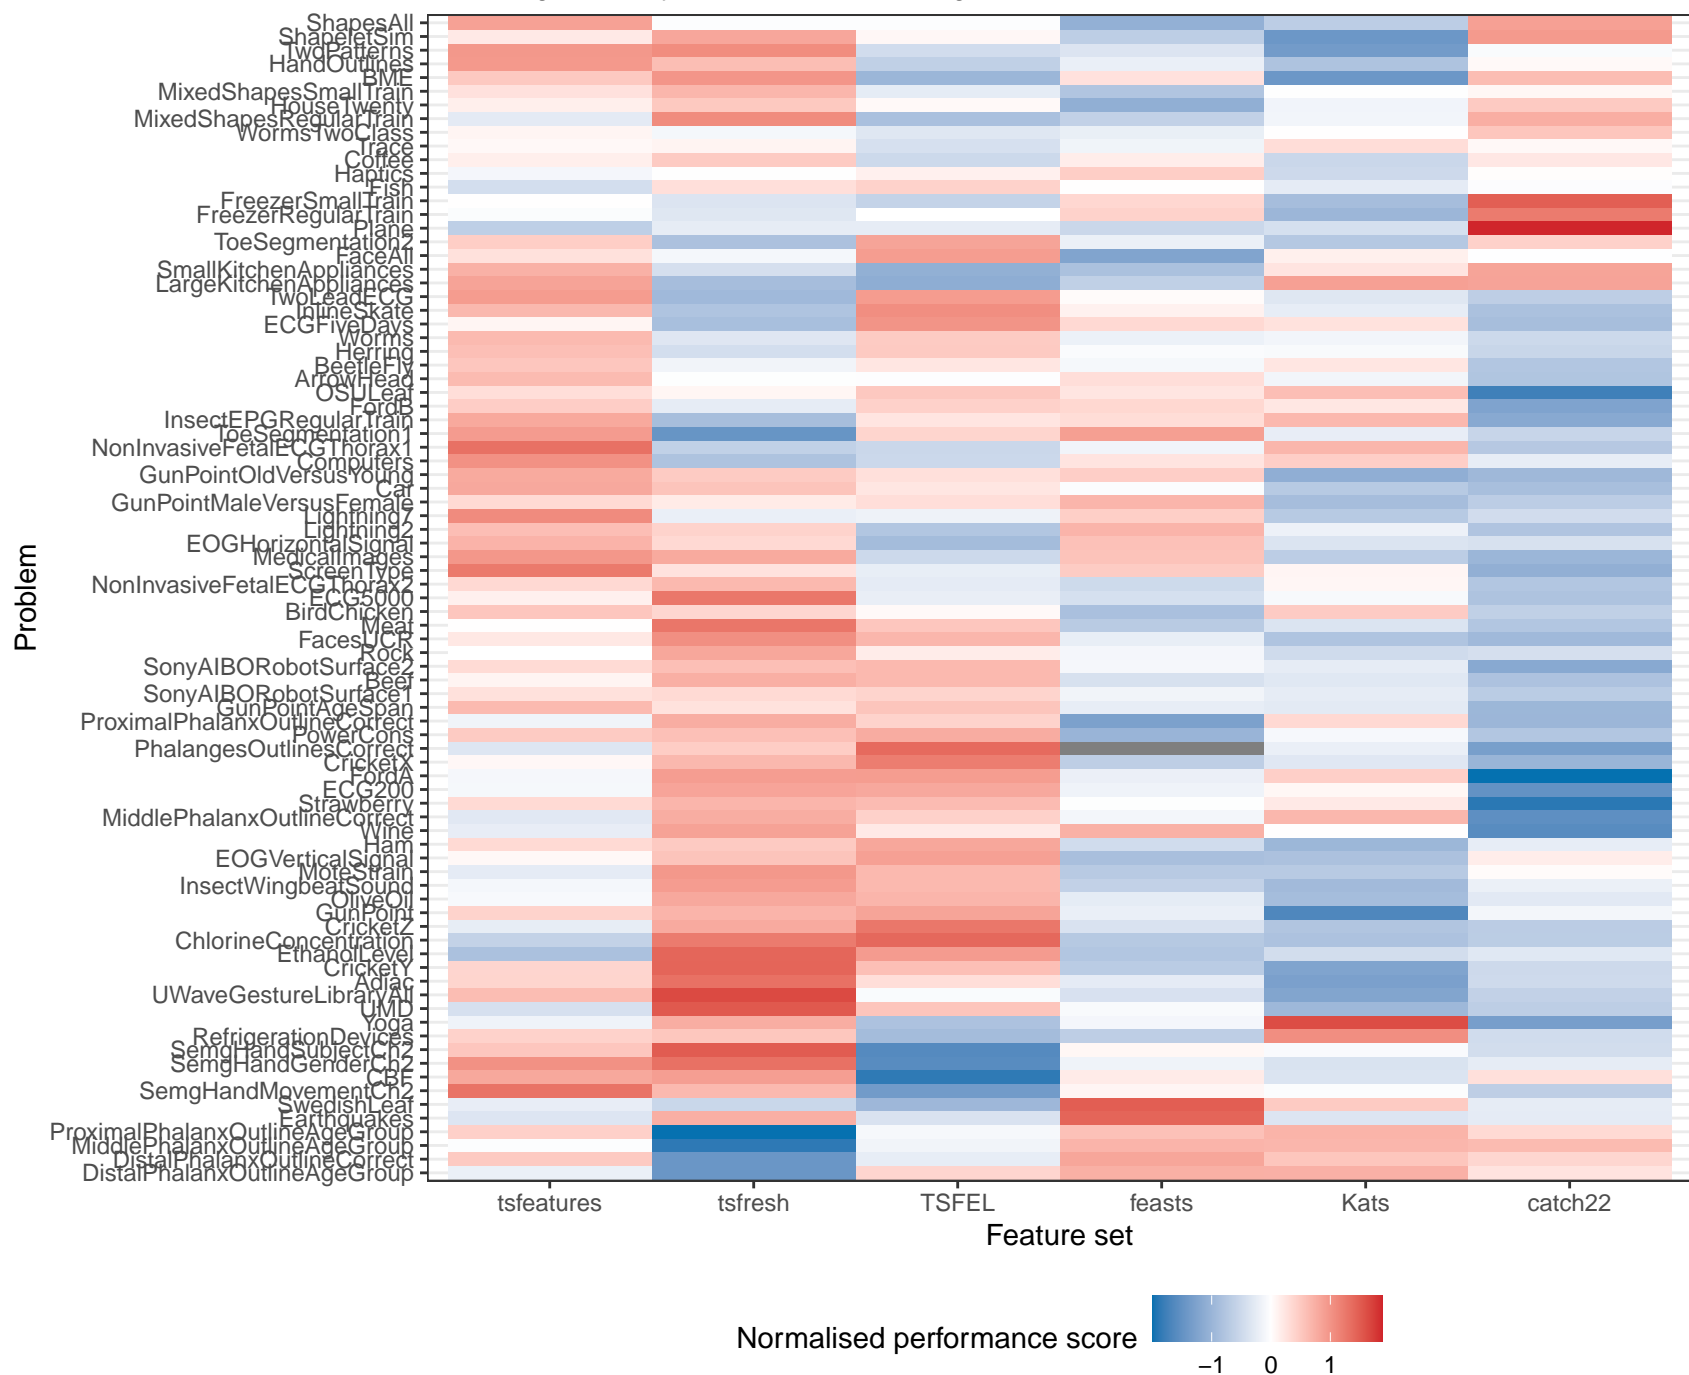 ShapesAll
ShapeletSim
TwoPatterns
HandOutlines
BME
MixedShapesSmallTrain
HouseTwenty
MixedShapesRegularTrain
WormsTwoClass
Trace
Coffee
Haptics
Fish
FreezerSmallTrain
FreezerRegularTrain
Plane
ToeSegmentation2
FaceAll
SmallKitchenAppliances
LargeKitchenAppliances
TwoLeadECG
InlineSkate
ECGFiveDays
Worms
Herring
BeetleFly
ArrowHead
OSULeaf
FordB
InsectEPGRegularTrain
ToeSegmentation1
NonInvasiveFetalECGThorax1
Computers
GunPointOldVersusYoung
Car
GunPointMaleVersusFemale
Lightning7
Lightning2
EOGHorizontalSignal
MedicalImages
ScreenType
NonInvasiveFetalECGThorax2
ECG5000
BirdChicken
Meat
FacesUCR
Rock
SonyAIBORobotSurface2
Beef
SonyAIBORobotSurface1
GunPointAgeSpan
ProximalPhalanxOutlineCorrect
PowerCons
PhalangesOutlinesCorrect
CricketX
FordA
ECG200
Strawberry
MiddlePhalanxOutlineCorrect
Wine
Ham
EOGVerticalSignal
MoteStrain
InsectWingbeatSound
OliveOil
GunPoint
CricketZ
ChlorineConcentration
EthanolLevel
CricketY
Adiac
UWaveGestureLibraryAll
UMD
Yoga
RefrigerationDevices
SemgHandSubjectCh2
SemgHandGenderCh2
CBF
SemgHandMovementCh2
SwedishLeaf
Earthquakes
ProximalPhalanxOutlineAgeGroup
MiddlePhalanxOutlineAgeGroup
DistalPhalanxOutlineCorrect
DistalPhalanxOutlineAgeGroup
Problem
tsfeatures tsfresh TSFEL feasts Kats catch22
Feature set
Normalised performance score
−1 0 1